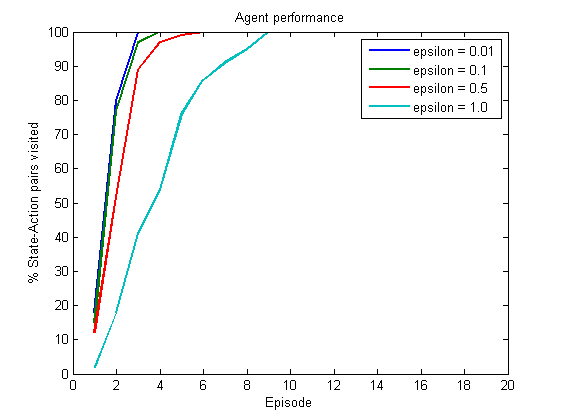 Agent performance
100
90
80
70
60
50
40
30
20
10
0
% State-Action pairs visited
epsilon = 0.01
epsilon = 0.1
epsilon = 0.5
epsilon = 1.0
0 2 4 6 8 10 12 14 16 18 20
Episode